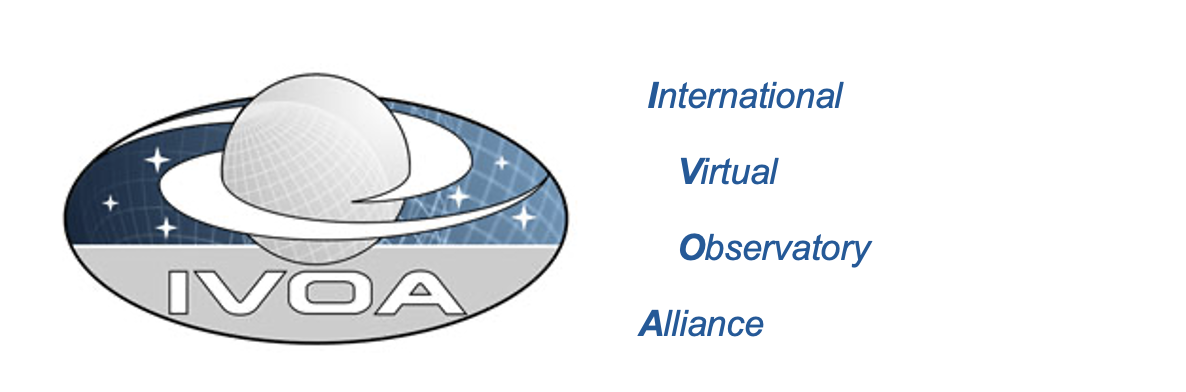 IVOA
International
Virtual
Observatory
Alliance